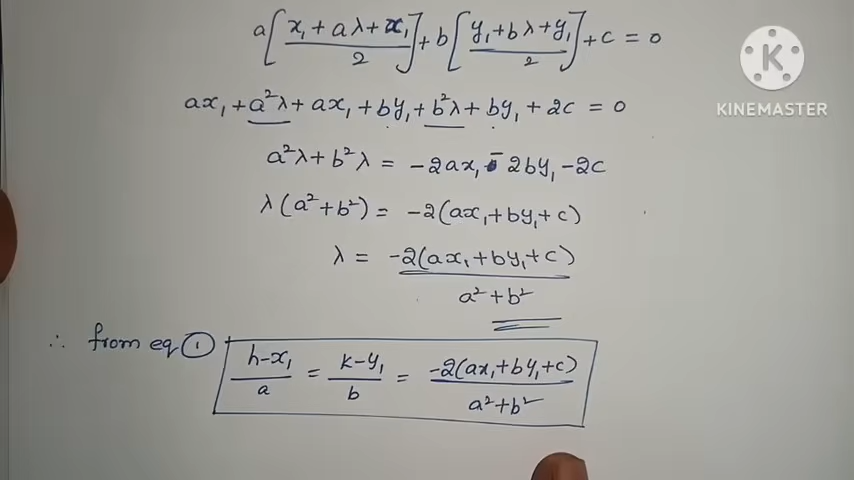 a[x₁+aλ+x₁/2]+b[y₁+bλ+y₁/2]+c=0
ax₁+a²λ+ax₁+by₁+b²λ+by₁+2c=0
a²λ+b²λ = -2ax₁-2by₁-2c
λ(a²+b²) = -2(ax₁+by₁+c)
λ = -2(ax₁+by₁+c)/a²+b²
∴ from eq ① h-x₁/a = k-y₁/b = -2(ax₁+by₁+c)/a²+b²
KINEMASTER